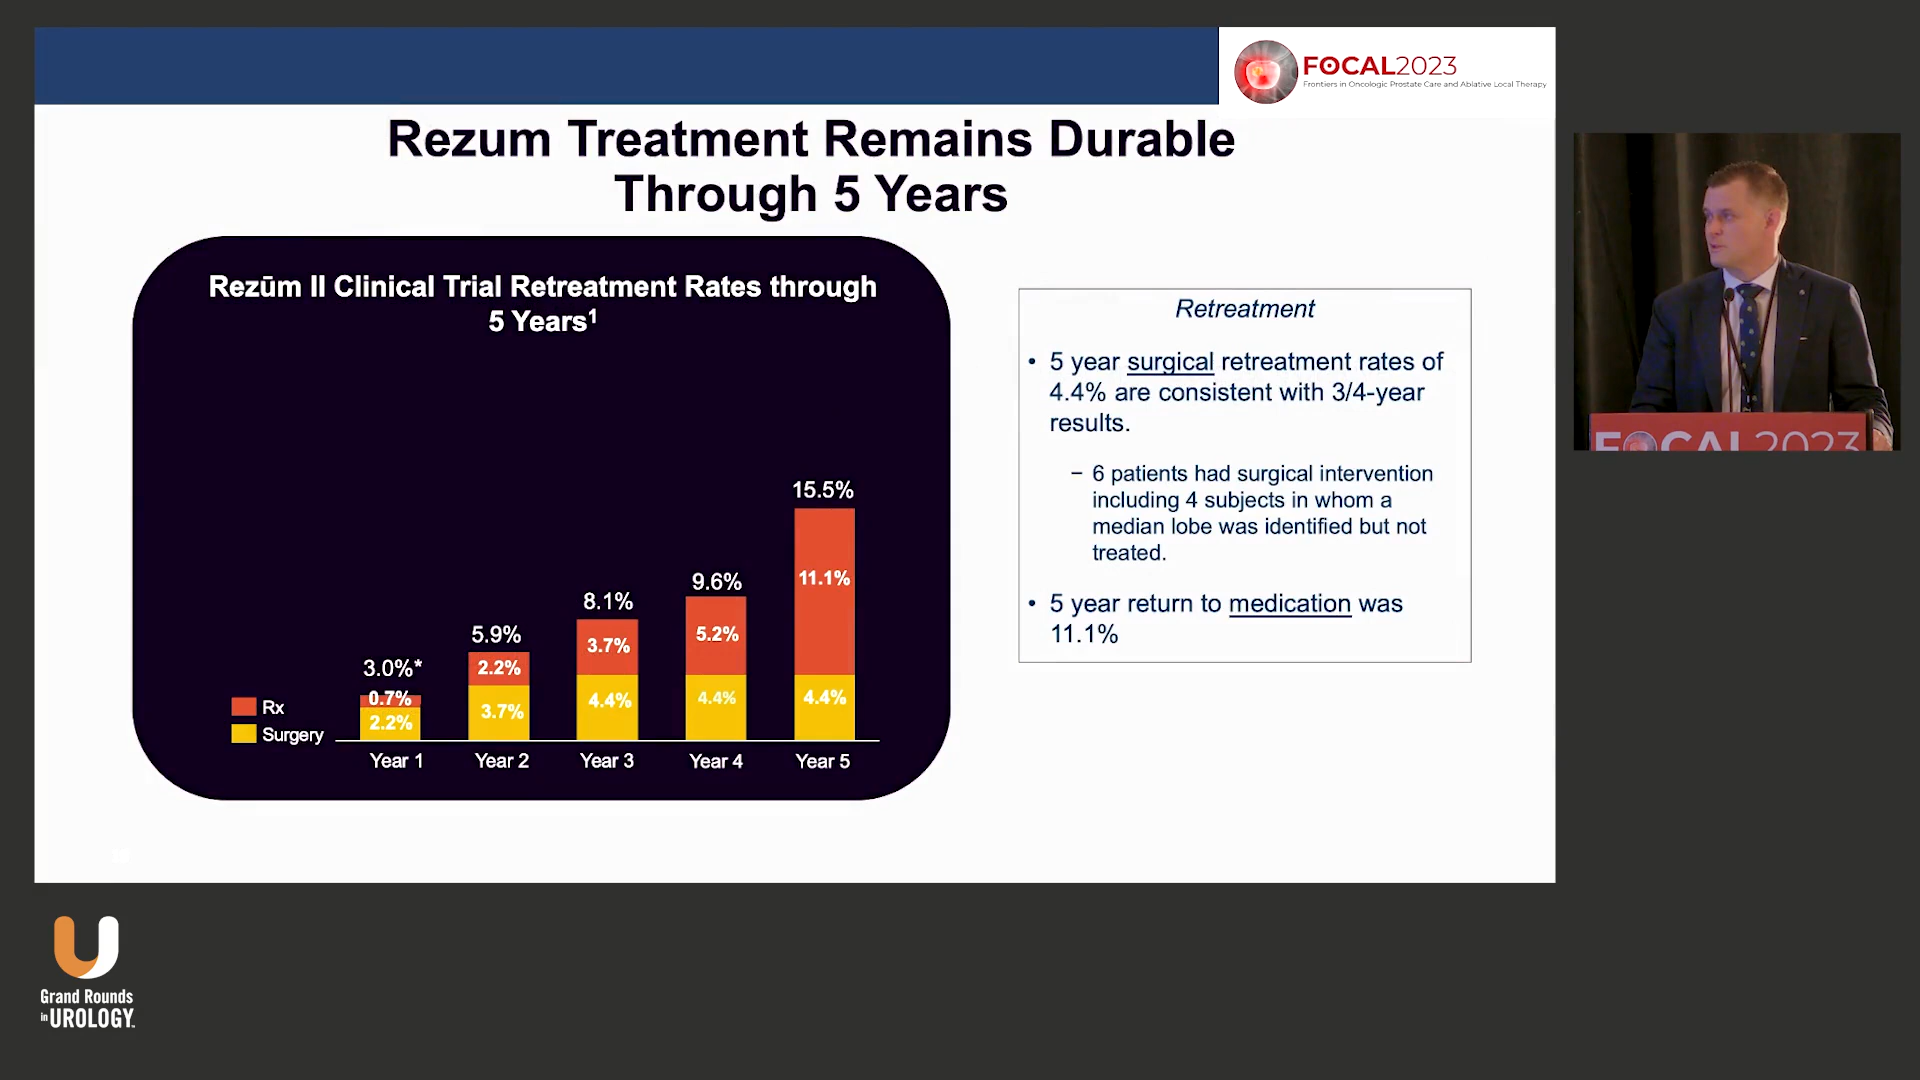 FOCAL2023
Frontiers in Oncologic Prostate Care and Ablative Local Therapy
Rezum Treatment Remains Durable
Through 5 Years
Rezūm II Clinical Trial Retreatment Rates through
5 Years1
15.5%
11.1%
9.6%
8.1%
5.2%
5.9%
3.7%
3.0%*
2.2%
0.7%
4.4%
4.4%
4.4%
3.7%
2.2%
Rx
Surgery
Year 1
Year 2
Year 3
Year 4
Year 5
Retreatment
• 5 year surgical retreatment rates of
4.4% are consistent with 3/4-year
results.
– 6 patients had surgical intervention
including 4 subjects in whom a
median lobe was identified but not
treated.
• 5 year return to medication was
11.1%
FOCAL 2023
Grand Rounds
in UROLOGY™